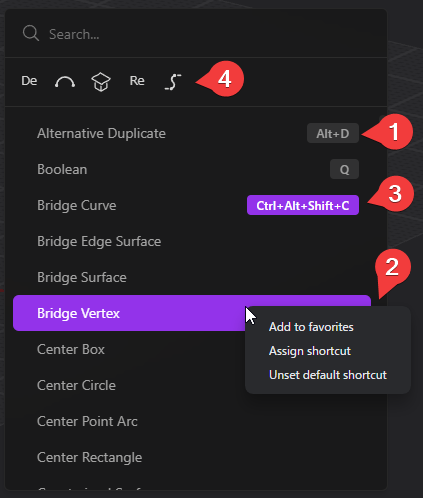 Search...
De Re 4
Alternative Duplicate Alt+D 1
Boolean Q
Bridge Curve Ctrl+Alt+Shift+C 3
Bridge Edge Surface
Bridge Surface 2
Bridge Vertex
Add to favorites
Center Box Assign shortcut
Center Circle Unset default shortcut
Center Point Arc
Center Rectangle